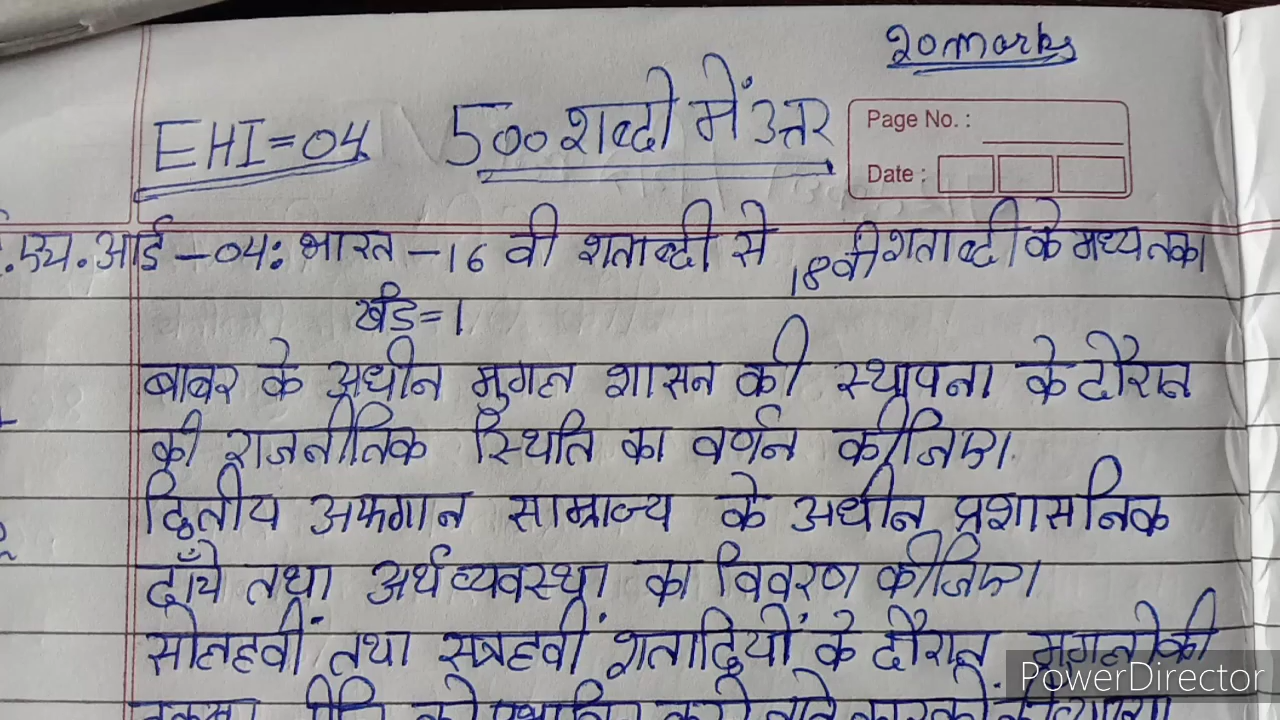 20 marks
EHI=04 500 शब्दो में उत्तर
Page No. :
Date :
.एच.आई -04: भारत -16 वी शताब्दी से 18वी शताब्दी के मध्य तक।
खंड=1
बाबर के अधीन मुगल शासन की स्थापना के दौरान
की राजनीतिक स्थिति का वर्णन कीजिए।
द्वितीय अफगान साम्राज्य के अधीन प्रशासनिक
ढाँचे तथा अर्थव्यवस्था का विवरण कीजिए।
सोलहवीं तथा सत्रहवीं शताद्वियों के दौरान मुगलो की
को
PowerDirector